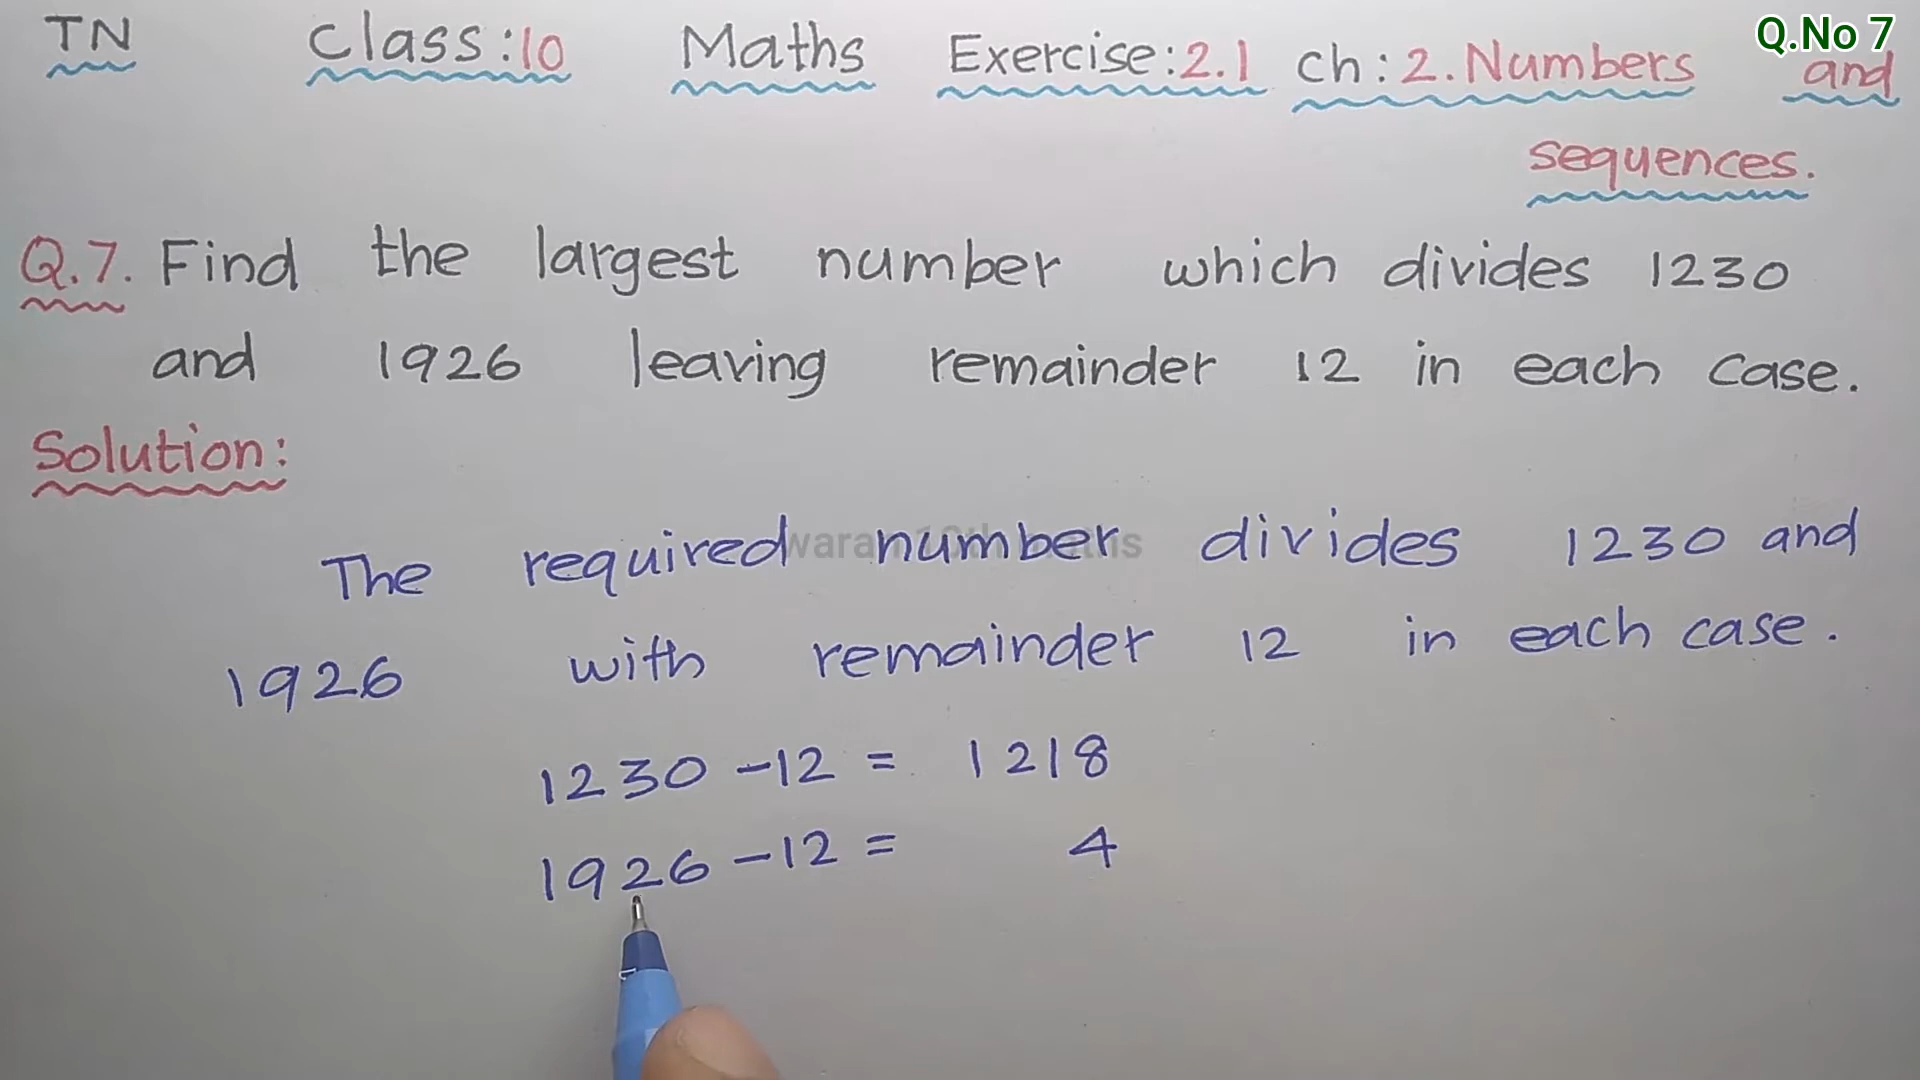 Q.No 7
TN Class:10 Maths Exercise:2.1 ch: 2. Numbers and
sequences.
Q.7. Find the largest number which divides 1230
and 1926 leaving remainder 12 in each case.
Solution:
The required number divides 1230 and
1926 with remainder 12 in each case.
1230 -12 = 1218
1926 -12 = 4